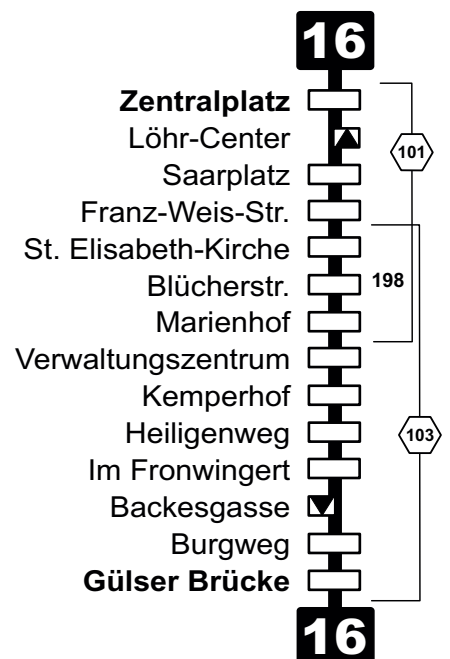 16
Zentralplatz
Löhr-Center
101
Saarplatz
Franz-Weis-Str.
St. Elisabeth-Kirche
Blücherstr.
198
Marienhof
Verwaltungszentrum
Kemperhof
Heiligenweg
103
Im Fronwingert
Backesgasse
Burgweg
Gülser Brücke
16